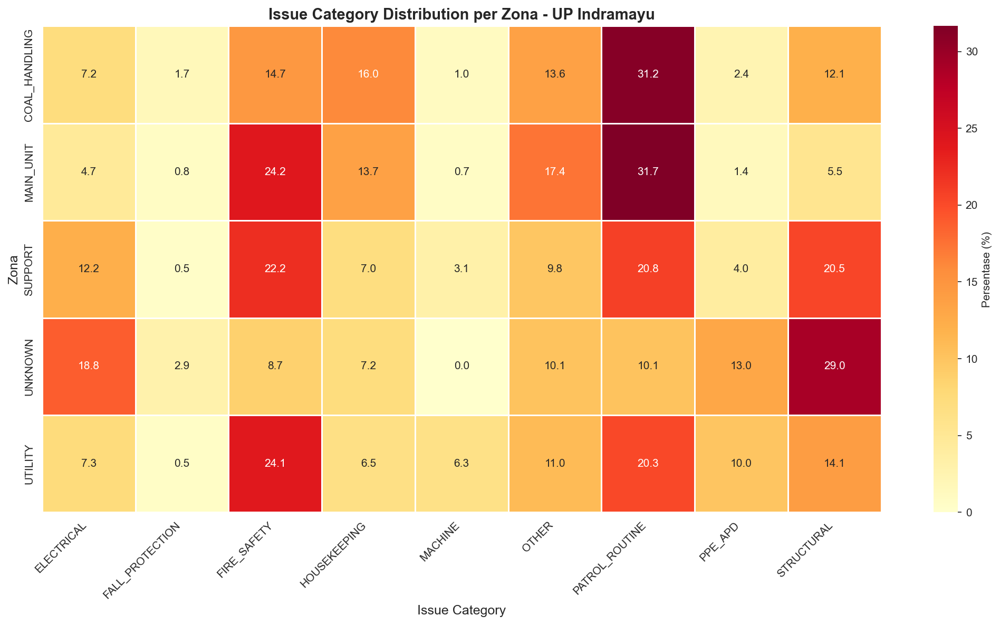 Issue Category Distribution per Zona - UP Indramayu
Zona
COAL_HANDLING
7.2 1.7 14.7 16.0 1.0 13.6 31.2 2.4 12.1
MAIN_UNIT
4.7 0.8 24.2 13.7 0.7 17.4 31.7 1.4 5.5
SUPPORT
12.2 0.5 22.2 7.0 3.1 9.8 20.8 4.0 20.5
UNKNOWN
18.8 2.9 8.7 7.2 0.0 10.1 10.1 13.0 29.0
UTILITY
7.3 0.5 24.1 6.5 6.3 11.0 20.3 10.0 14.1
ELECTRICAL
FALL_PROTECTION
FIRE_SAFETY
HOUSEKEEPING
MACHINE
OTHER
PATROL_ROUTINE
PPE_APD
STRUCTURAL
Issue Category
30
25
20
15
10
5
0
Persentase (%)